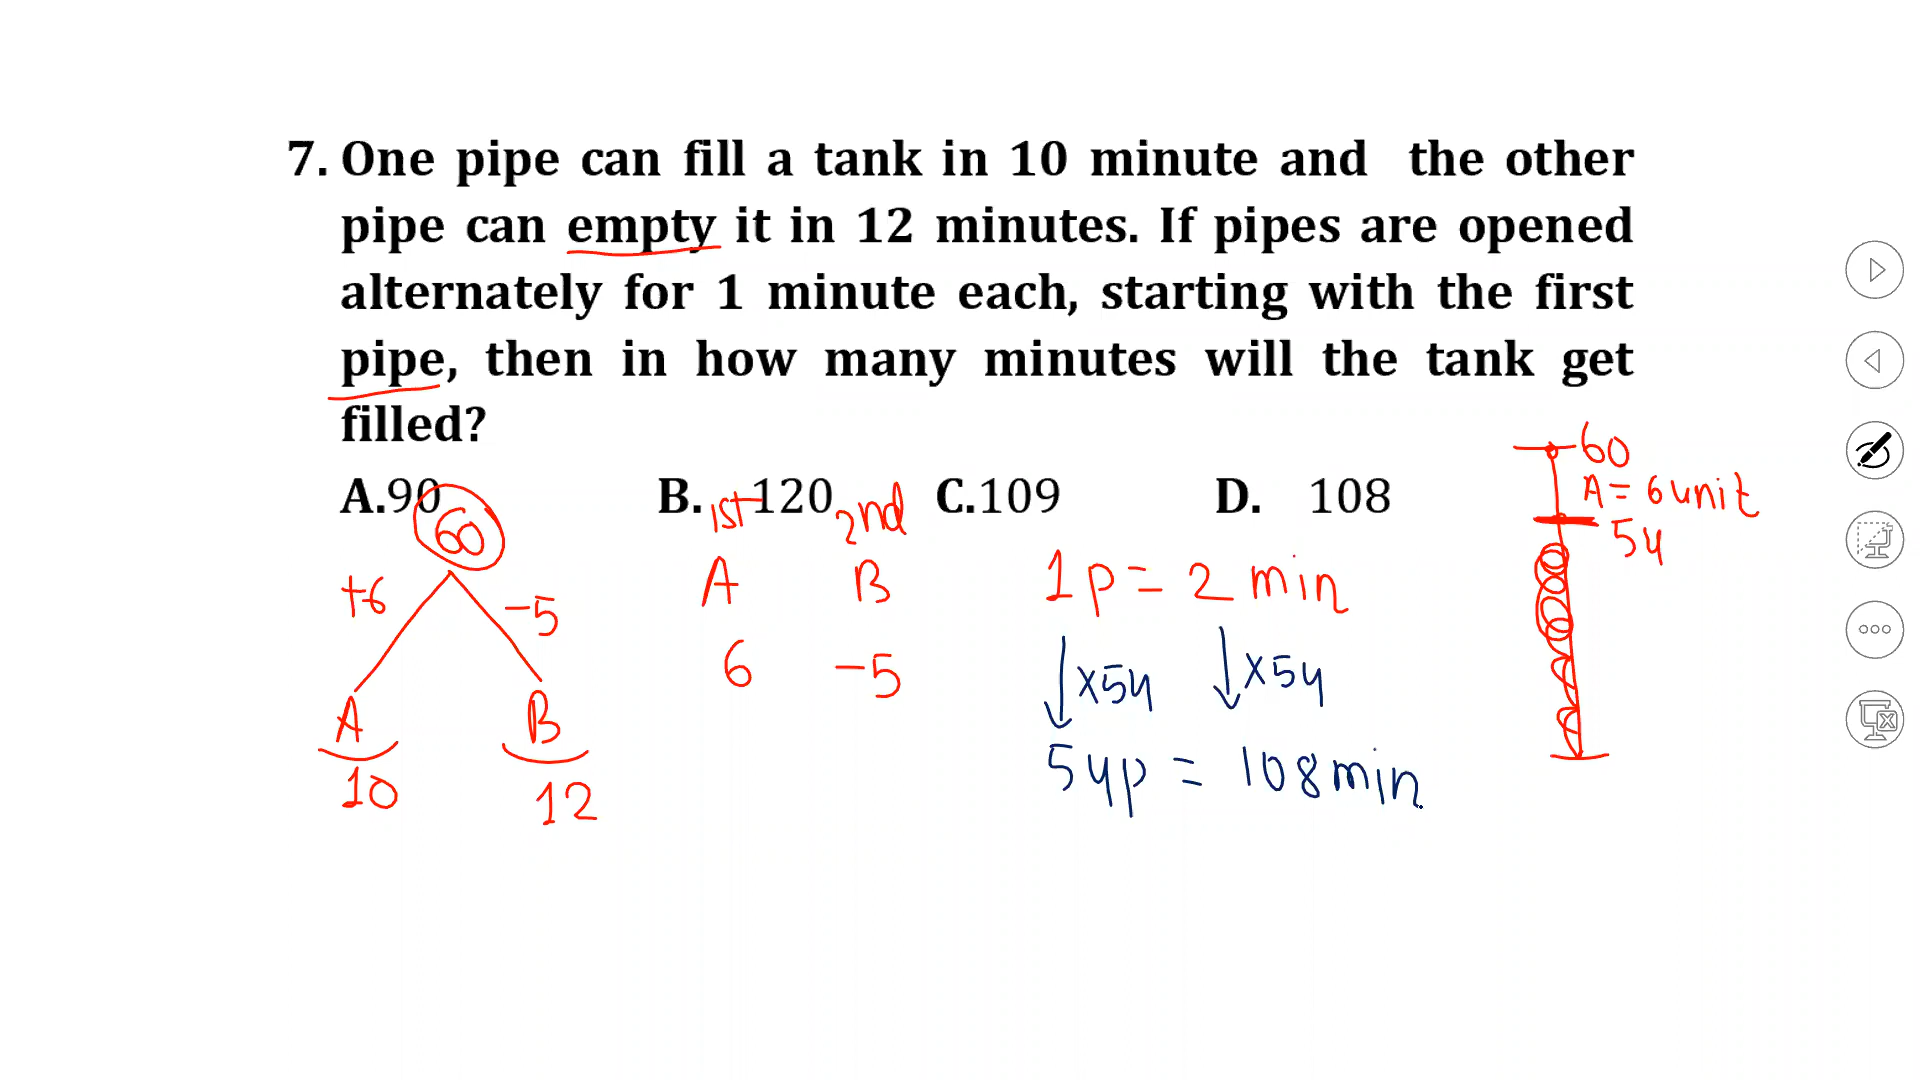 7. One pipe can fill a tank in 10 minute and the other
pipe can empty it in 12 minutes. If pipes are opened
alternately for 1 minute each, starting with the first
pipe, then in how many minutes will the tank get
filled?
A.90 B. 120 C.109 D. 108
60
+6 -5
A B
10 12
1st 2nd
A B
6 -5
1p = 2 min
x54 x54
54p = 108min
60
A = 6 unit
54